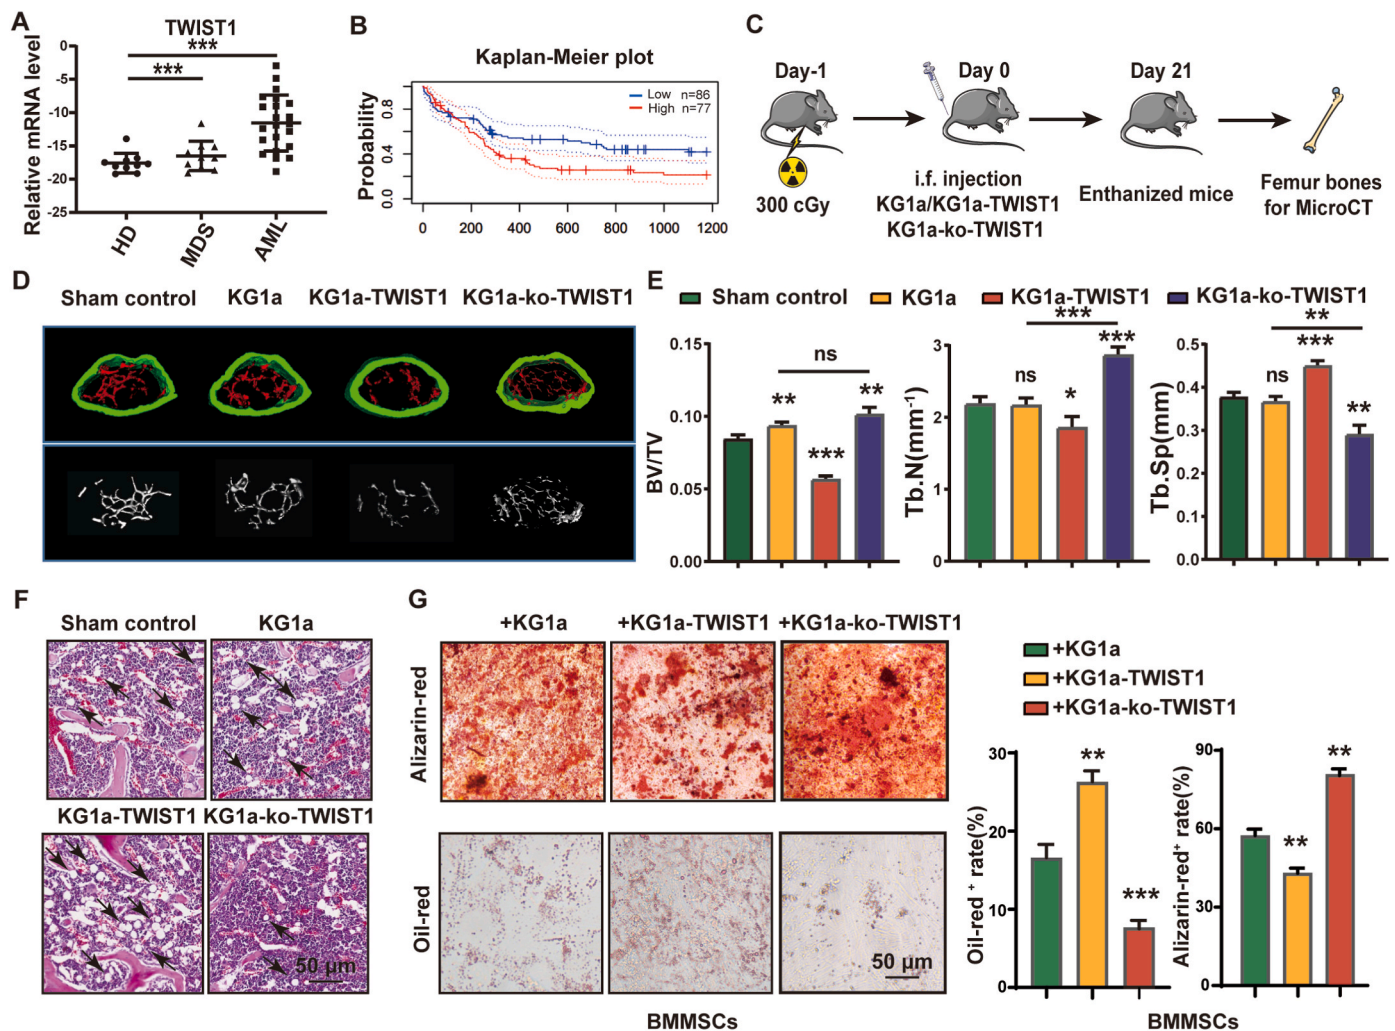 A
TWIST1
***
***
Relative mRNA level
0
-5
-10
-15
-20
-25
HD
MDS
AML
B
Kaplan-Meier plot
Low n=86
High n=77
Probability
0.8
0.4
0.0
0 200 400 600 800 1000 1200
C
Day-1
Day 0
Day 21
300 cGy
i.f. injection
KG1a/KG1a-TWIST1
KG1a-ko-TWIST1
Enthanized mice
Femur bones
for MicroCT
D
Sham control KG1a KG1a-TWIST1 KG1a-ko-TWIST1
E
Sham control KG1a KG1a-TWIST1 KG1a-ko-TWIST1
BV/TV
0.15
0.10
0.05
0.00
ns
**
***
**
Tb.N(mm⁻¹)
3
2
1
0
***
ns
*
***
Tb.Sp(mm)
0.5
0.4
0.3
0.2
0.1
0.0
**
ns
***
**
F
Sham control KG1a
KG1a-TWIST1 KG1a-ko-TWIST1
50 μm
G
+KG1a +KG1a-TWIST1 +KG1a-ko-TWIST1
Alizarin-red
Oil-red
50 μm
BMMSCs
+KG1a
+KG1a-TWIST1
+KG1a-ko-TWIST1
Oil-red⁺ rate(%)
30
20
10
0
**
***
Alizarin-red⁺ rate(%)
90
60
30
0
**
**
BMMSCs